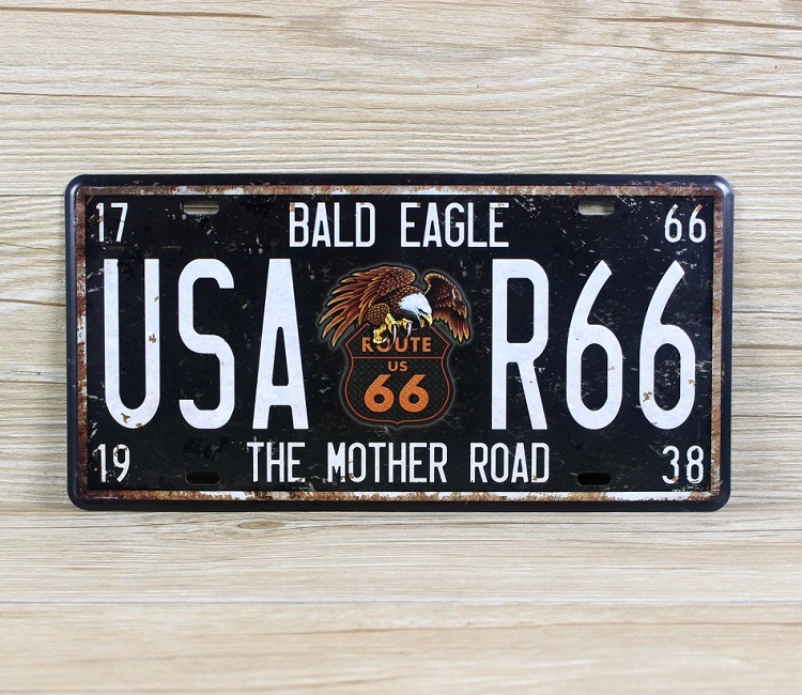 17 BALD EAGLE 66
USA R66
ROUTE
US
66
19 THE MOTHER ROAD 38